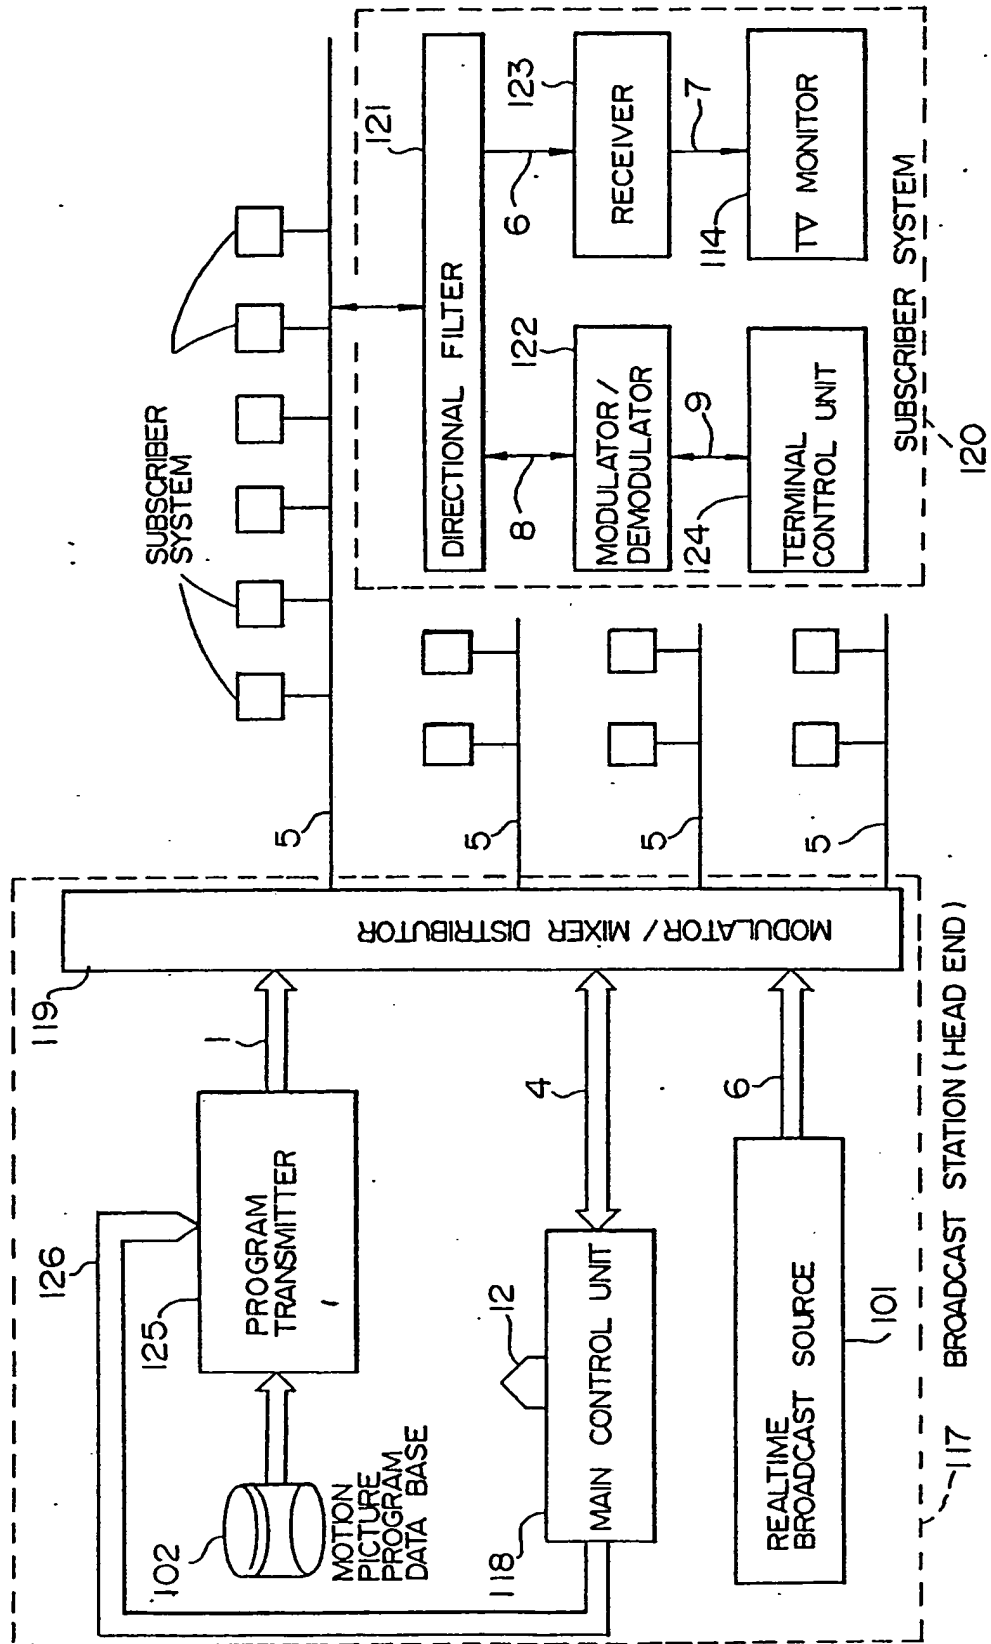 126
125
PROGRAM
TRANSMITTER
1
119
102
MOTION
PICTURE
PROGRAM
DATA BASE
12
118
MAIN CONTROL UNIT
4
REALTIME
BROADCAST SOURCE
101
6
MODULATOR / MIXER DISTRIBUTOR
117
BROADCAST STATION (HEAD END)
5
5
5
5
SUBSCRIBER
SYSTEM
121
DIRECTIONAL FILTER
8
6
122
MODULATOR /
DEMODULATOR
123
RECEIVER
9
7
124
TERMINAL
CONTROL UNIT
114
TV MONITOR
SUBSCRIBER SYSTEM
120